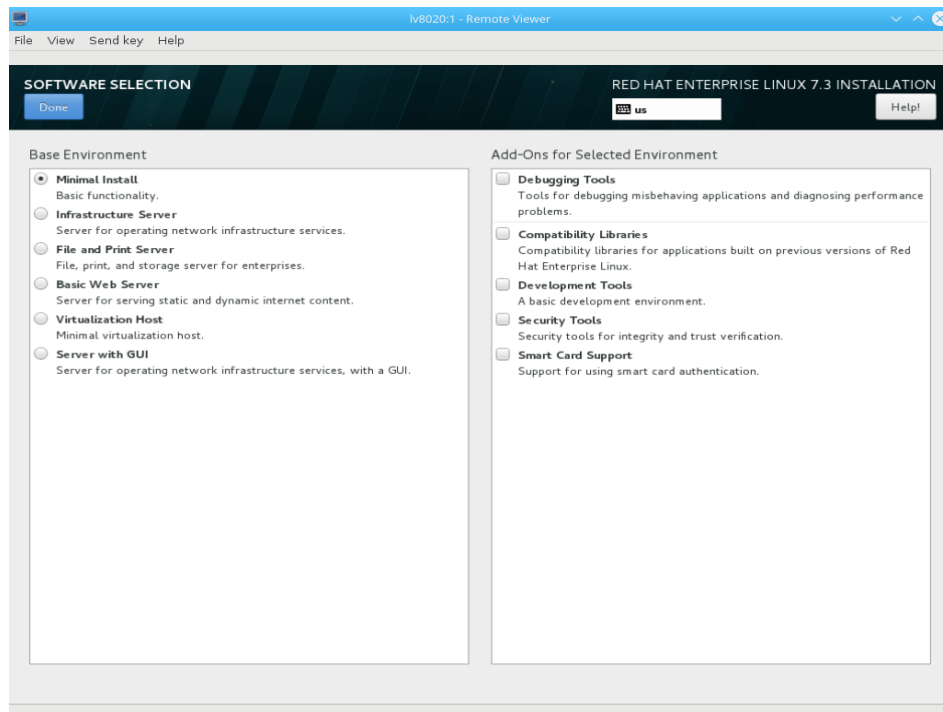 lv8020:1 - Remote Viewer
File View Send key Help
SOFTWARE SELECTION
Done
RED HAT ENTERPRISE LINUX 7.3 INSTALLATION
us
Help!
Base Environment
Minimal Install
Basic functionality.
Infrastructure Server
Server for operating network infrastructure services.
File and Print Server
File, print, and storage server for enterprises.
Basic Web Server
Server for serving static and dynamic internet content.
Virtualization Host
Minimal virtualization host.
Server with GUI
Server for operating network infrastructure services, with a GUI.
Add-Ons for Selected Environment
Debugging Tools
Tools for debugging misbehaving applications and diagnosing performance
problems.
Compatibility Libraries
Compatibility libraries for applications built on previous versions of Red
Hat Enterprise Linux.
Development Tools
A basic development environment.
Security Tools
Security tools for integrity and trust verification.
Smart Card Support
Support for using smart card authentication.